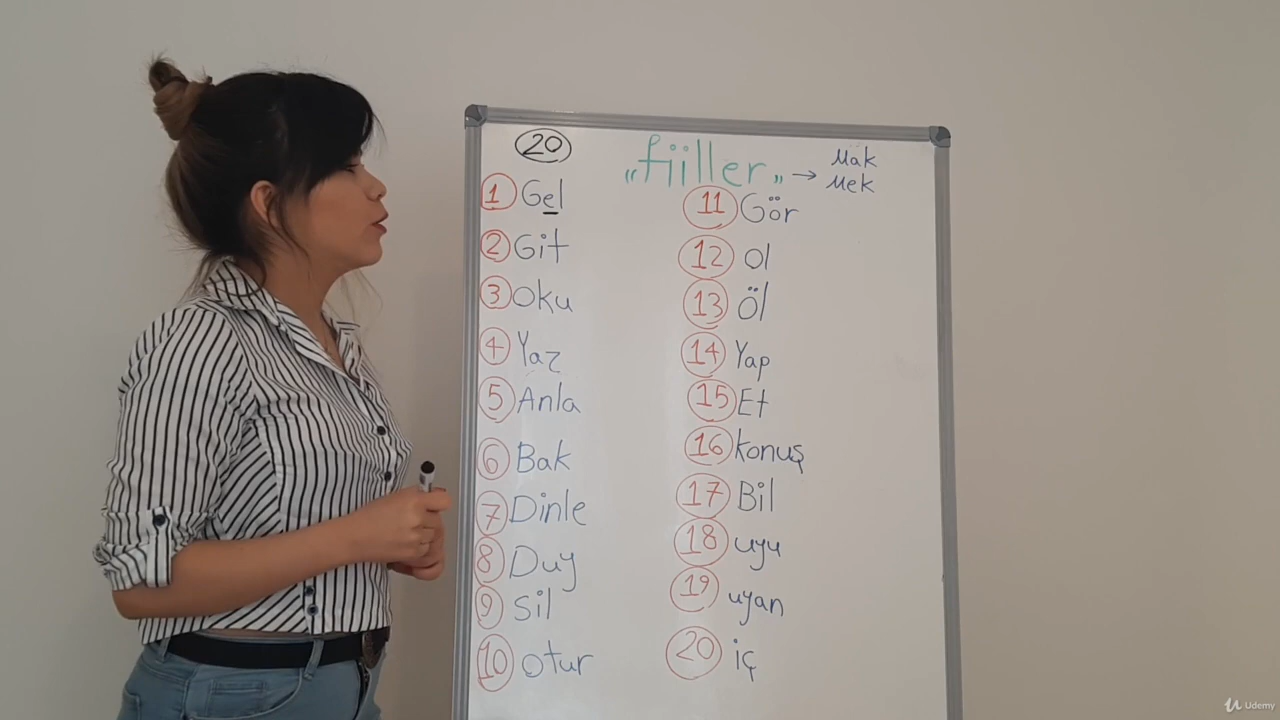 20
„fiiller„ → Mak
Mek
1 Gel
2 Git
3 Oku
4 Yaz
5 Anla
6 Bak
7 Dinle
8 Duy
9 Sil
10 otur
11 Gör
12 Ol
13 Öl
14 Yap
15 Et
16 konuş
17 Bil
18 uyu
19 uyan
20 iç
Udemy